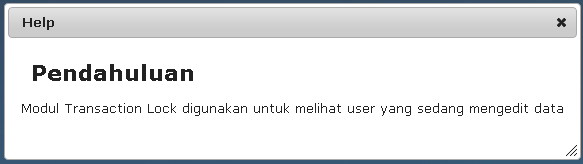 Help
Pendahuluan
Modul Transaction Lock digunakan untuk melihat user yang sedang mengedit data